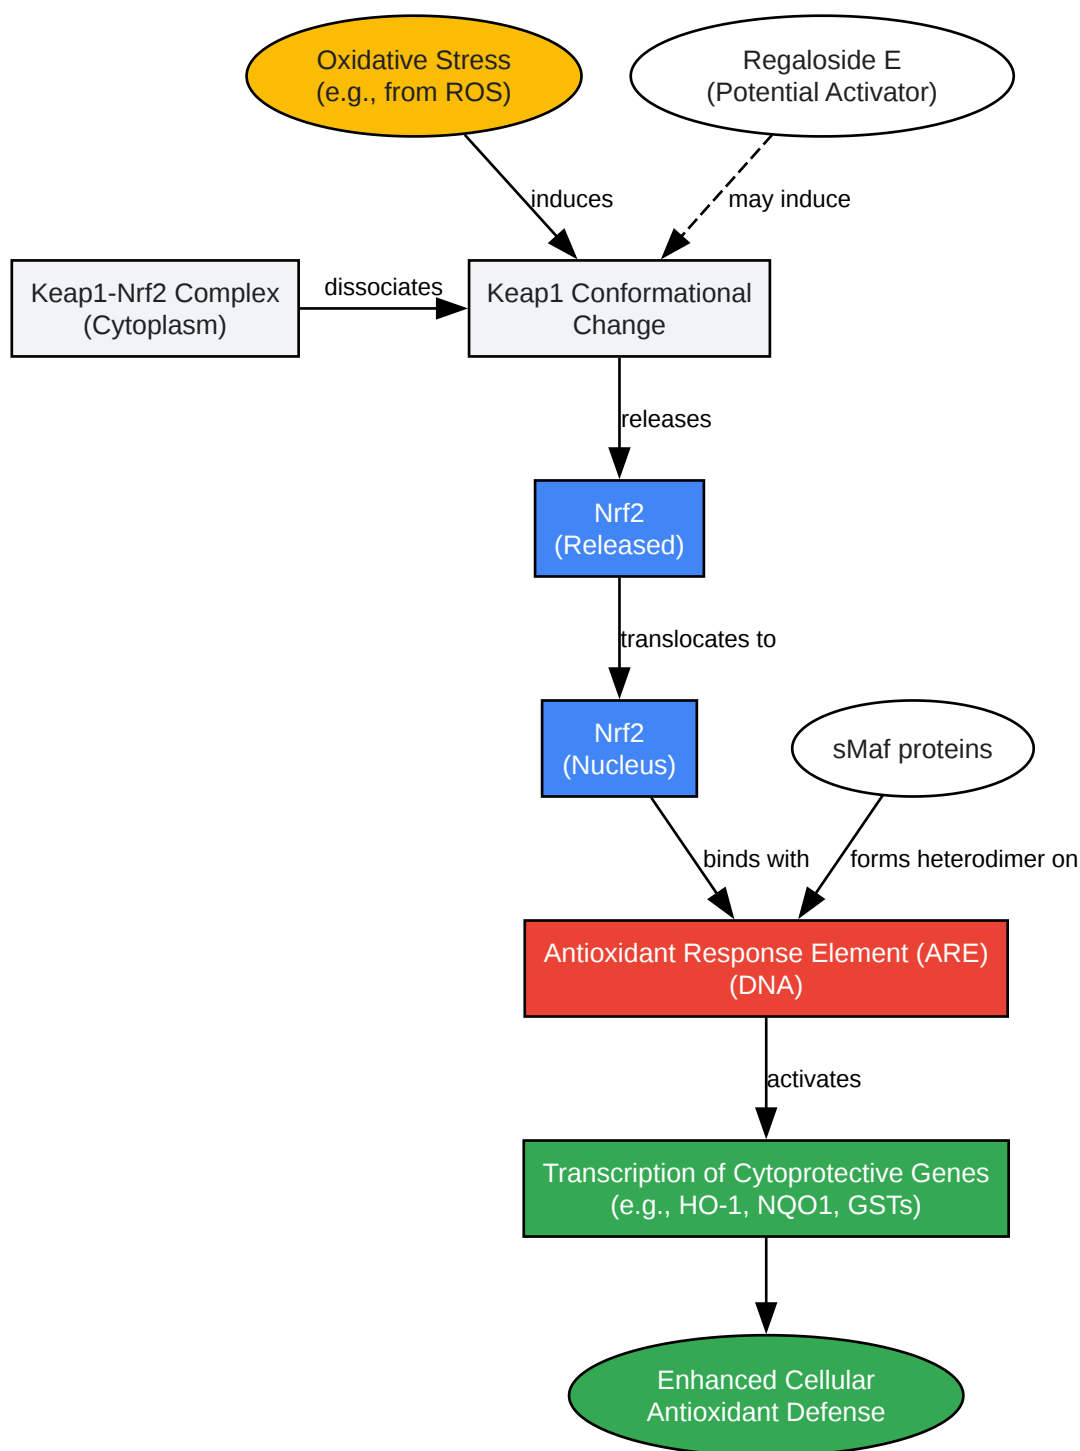 Oxidative Stress
(e.g., from ROS)
Regaloside E
(Potential Activator)
induces
may induce
Keap1-Nrf2 Complex
(Cytoplasm)
dissociates
Keap1 Conformational
Change
releases
Nrf2
(Released)
translocates to
Nrf2
(Nucleus)
sMaf proteins
binds with
forms heterodimer on
Antioxidant Response Element (ARE)
(DNA)
activates
Transcription of Cytoprotective Genes
(e.g., HO-1, NQO1, GSTs)
Enhanced Cellular
Antioxidant Defense